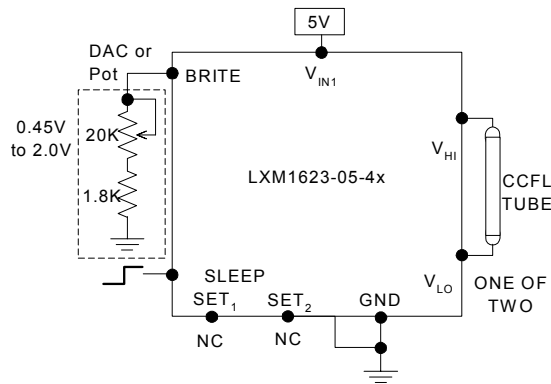 5V
DAC or
Pot
BRITE
V_IN1
0.45V
to 2.0V
20K
1.8K
LXM1623-05-4x
V_HI
CCFL
TUBE
SLEEP
V_LO
ONE OF
TWO
SET_1
SET_2
GND
NC
NC